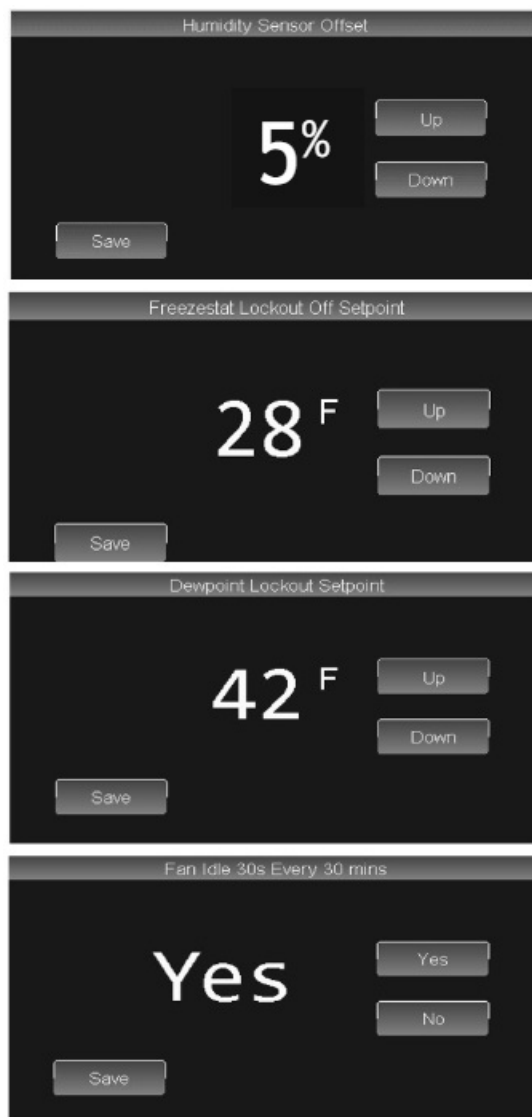 Humidity Sensor Offset
5%
Up
Down
Save
Freezestat Lockout Off Setpoint
28 F
Up
Down
Save
Dewpoint Lockout Setpoint
42 F
Up
Down
Save
Fan Idle 30s Every 30 mins
Yes
Yes
No
Save